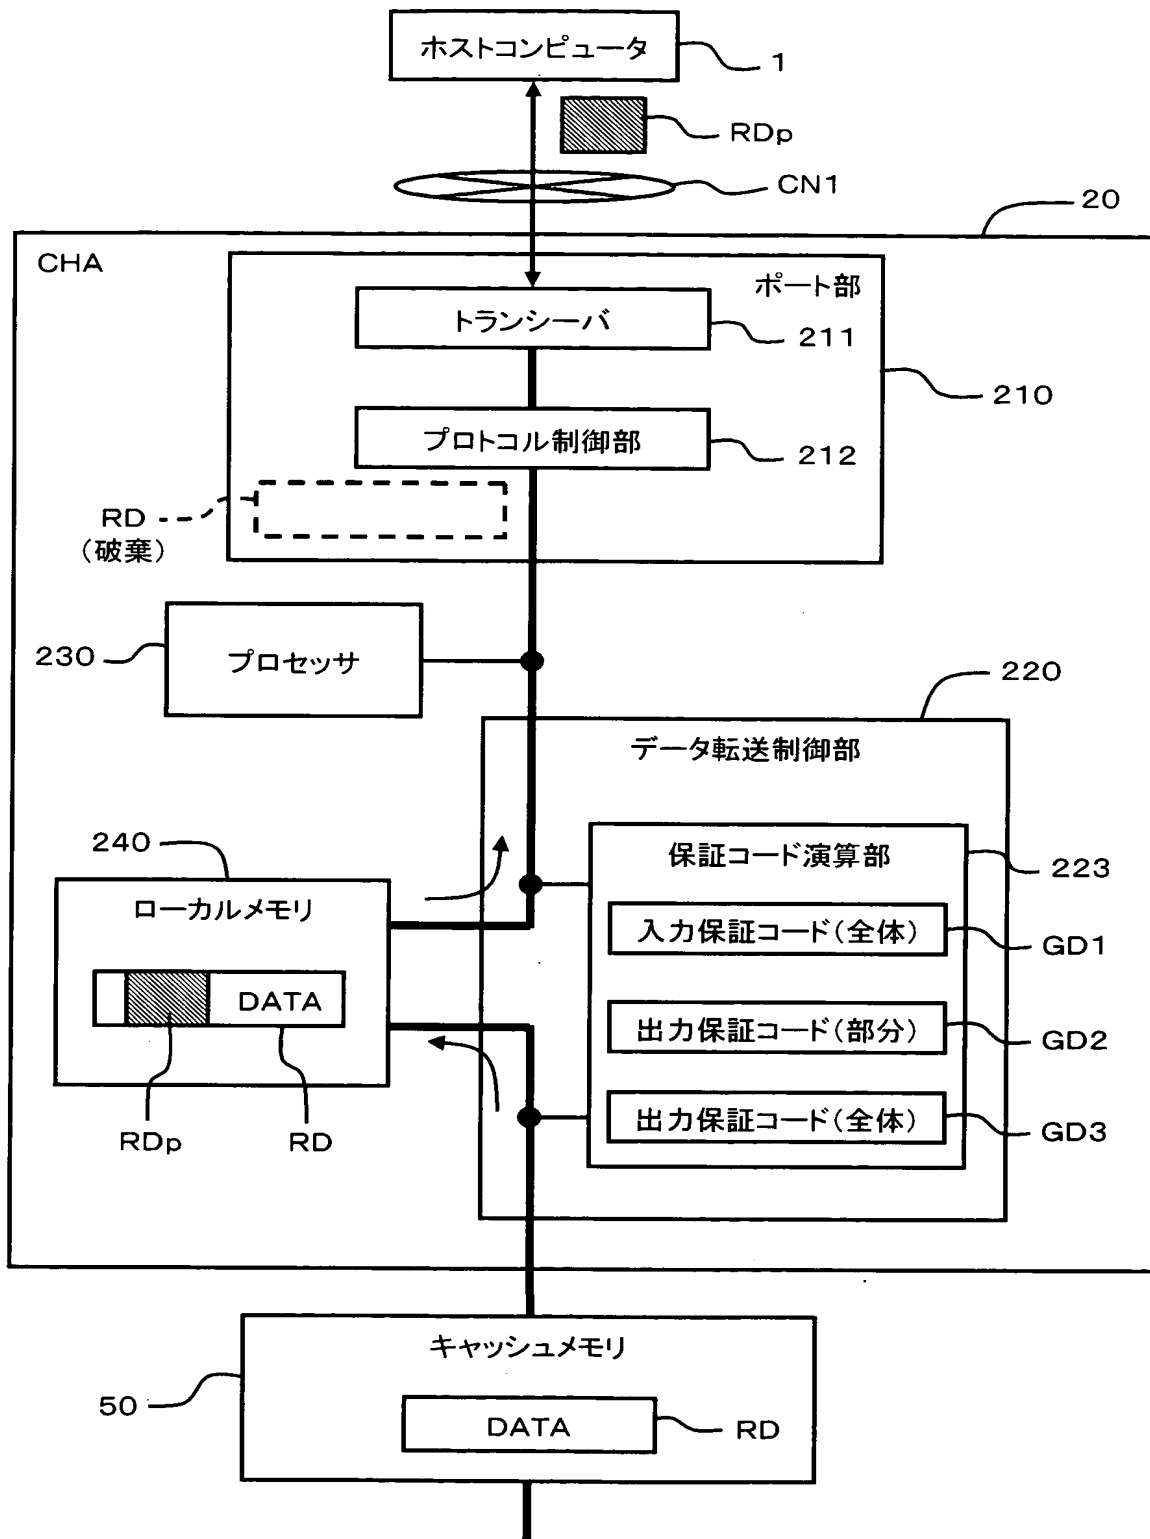 ホストコンピュータ
1
RDp
CN1
20
CHA
ポート部
トランシーバ
211
210
プロトコル制御部
212
RD
(破棄)
230
プロセッサ
220
データ転送制御部
240
保証コード演算部
223
ローカルメモリ
入力保証コード(全体)
GD1
DATA
出力保証コード(部分)
GD2
出力保証コード(全体)
GD3
RDp
RD
キャッシュメモリ
50
DATA
RD